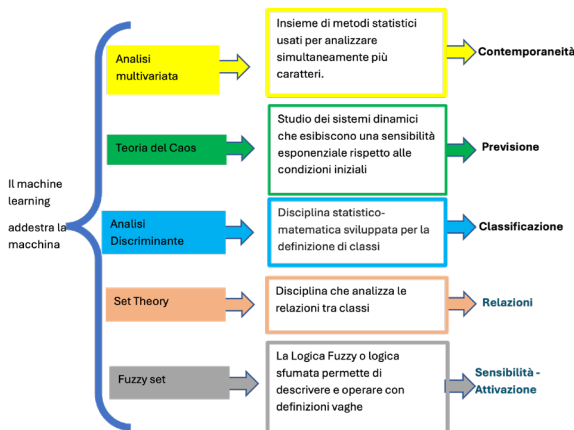 Il machine
learning
addestra la
macchina
Analisi
multivariata
Insieme di metodi statistici
usati per analizzare
simultaneamente più
caratteri.
Contemporaneità
Teoria del Caos
Studio dei sistemi dinamici
che esibiscono una sensibilità
esponenziale rispetto alle
condizioni iniziali
Previsione
Analisi
Discriminante
Disciplina statistico-
matematica sviluppata per la
definizione di classi
Classificazione
Set Theory
Disciplina che analizza le
relazioni tra classi
Relazioni
Fuzzy set
La Logica Fuzzy o logica
sfumata permette di
descrivere e operare con
definizioni vaghe
Sensibilità -
Attivazione